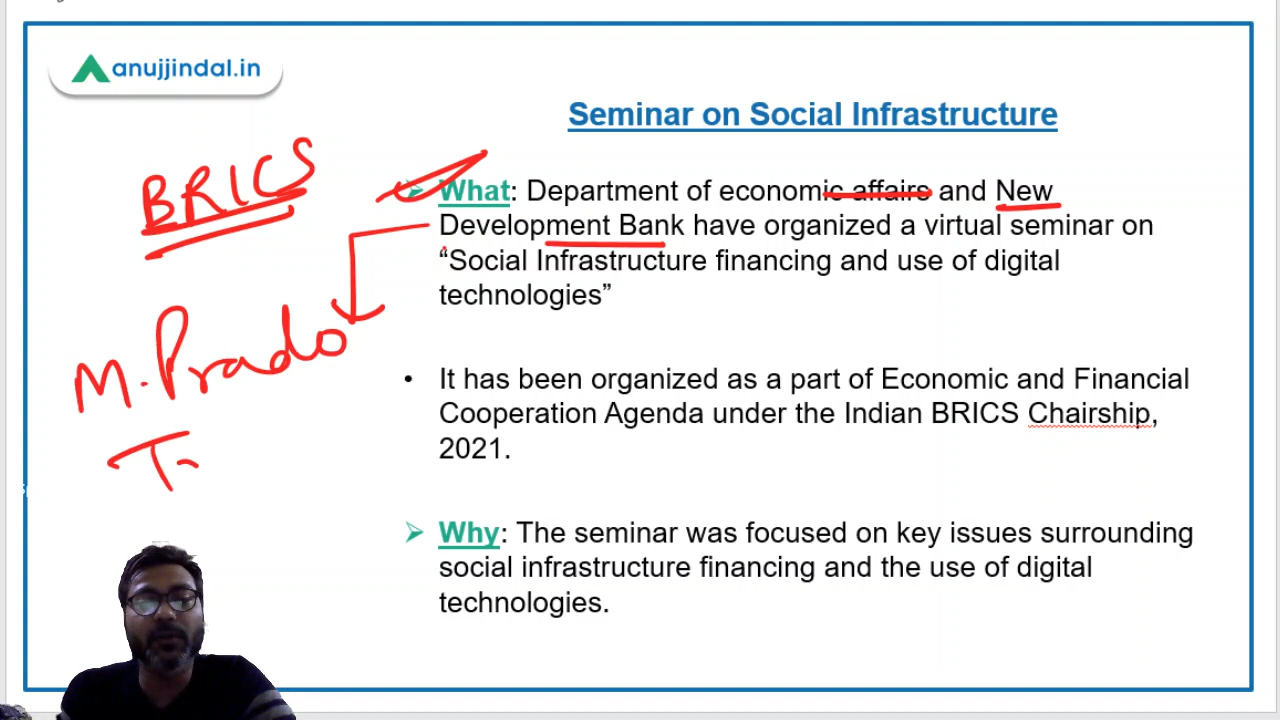 anujjindal.in
Seminar on Social Infrastructure
BRICS
What: Department of economic affairs and New
Development Bank have organized a virtual seminar on
“Social Infrastructure financing and use of digital
technologies”
M. Prado
It has been organized as a part of Economic and Financial
Cooperation Agenda under the Indian BRICS Chairship,
2021.
Why: The seminar was focused on key issues surrounding
social infrastructure financing and the use of digital
technologies.